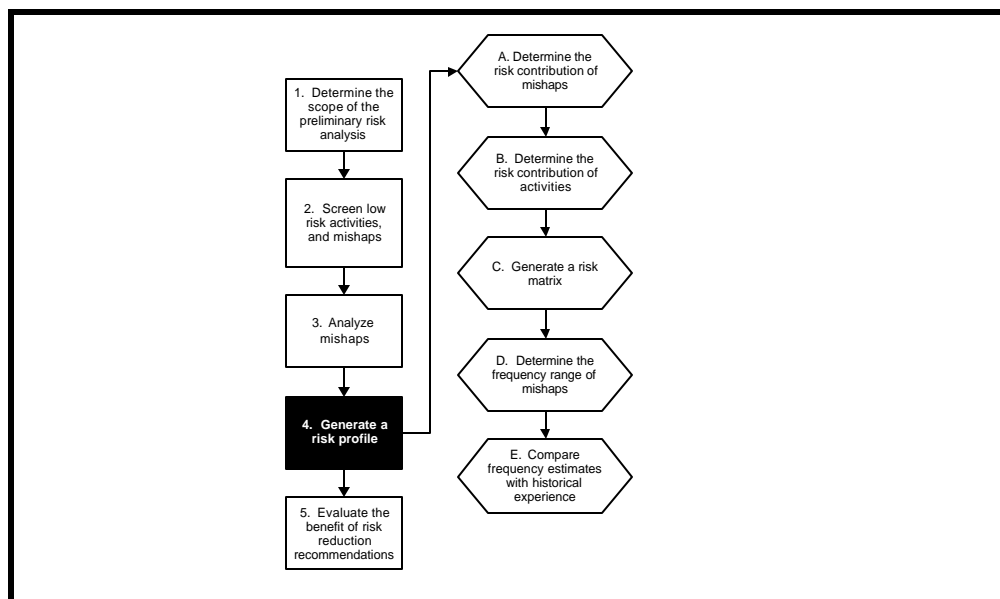 1. Determine the
scope of the
preliminary risk
analysis
2. Screen low
risk activities,
and mishaps
3. Analyze
mishaps
4. Generate a
risk profile
5. Evaluate the
benefit of risk
reduction
recommendations
A. Determine the
risk contribution of
mishaps
B. Determine the
risk contribution of
activities
C. Generate a risk
matrix
D. Determine the
frequency range of
mishaps
E. Compare
frequency estimates
with historical
experience